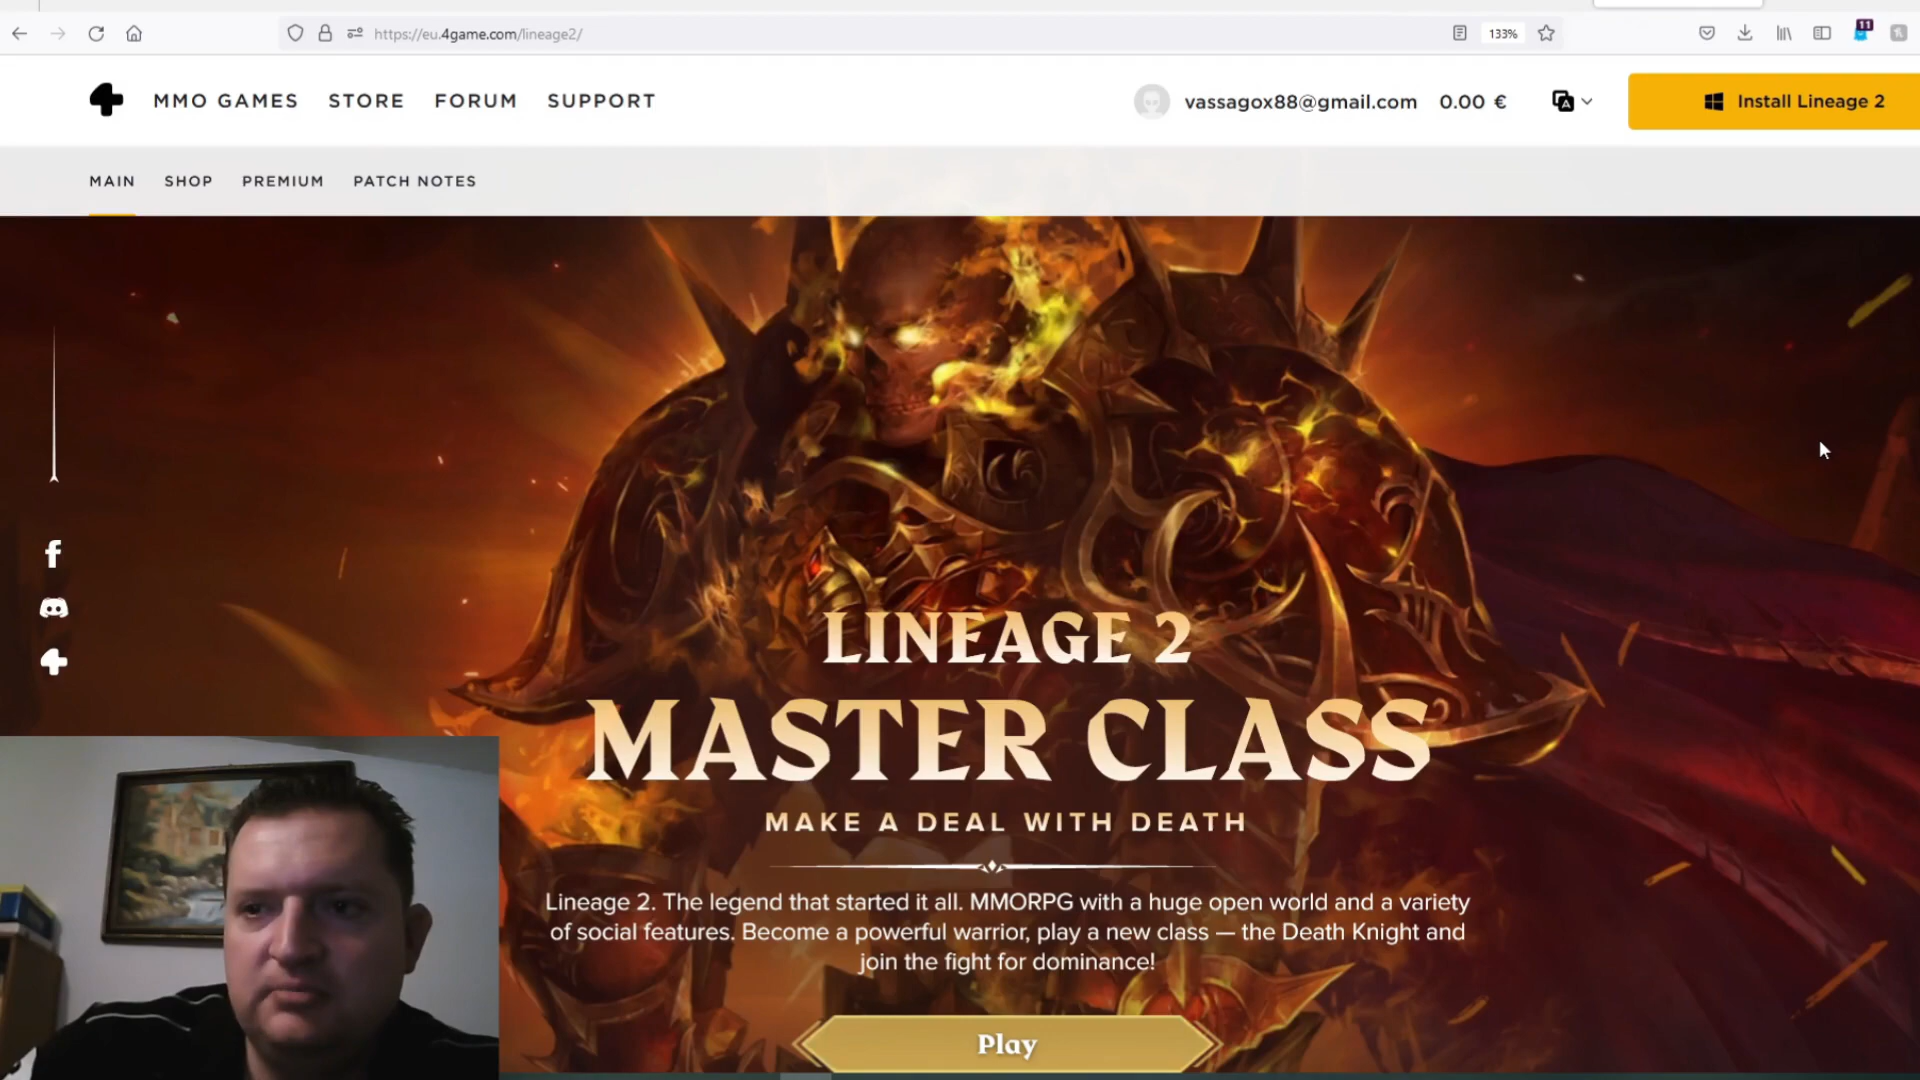 https://eu.4game.com/lineage2/
133%
11
MMO GAMES STORE FORUM SUPPORT
vassagox88@gmail.com 0.00 €
Install Lineage 2
MAIN SHOP PREMIUM PATCH NOTES
LINEAGE 2
MASTER CLASS
MAKE A DEAL WITH DEATH
Lineage 2. The legend that started it all. MMORPG with a huge open world and a variety
of social features. Become a powerful warrior, play a new class — the Death Knight and
join the fight for dominance!
Play